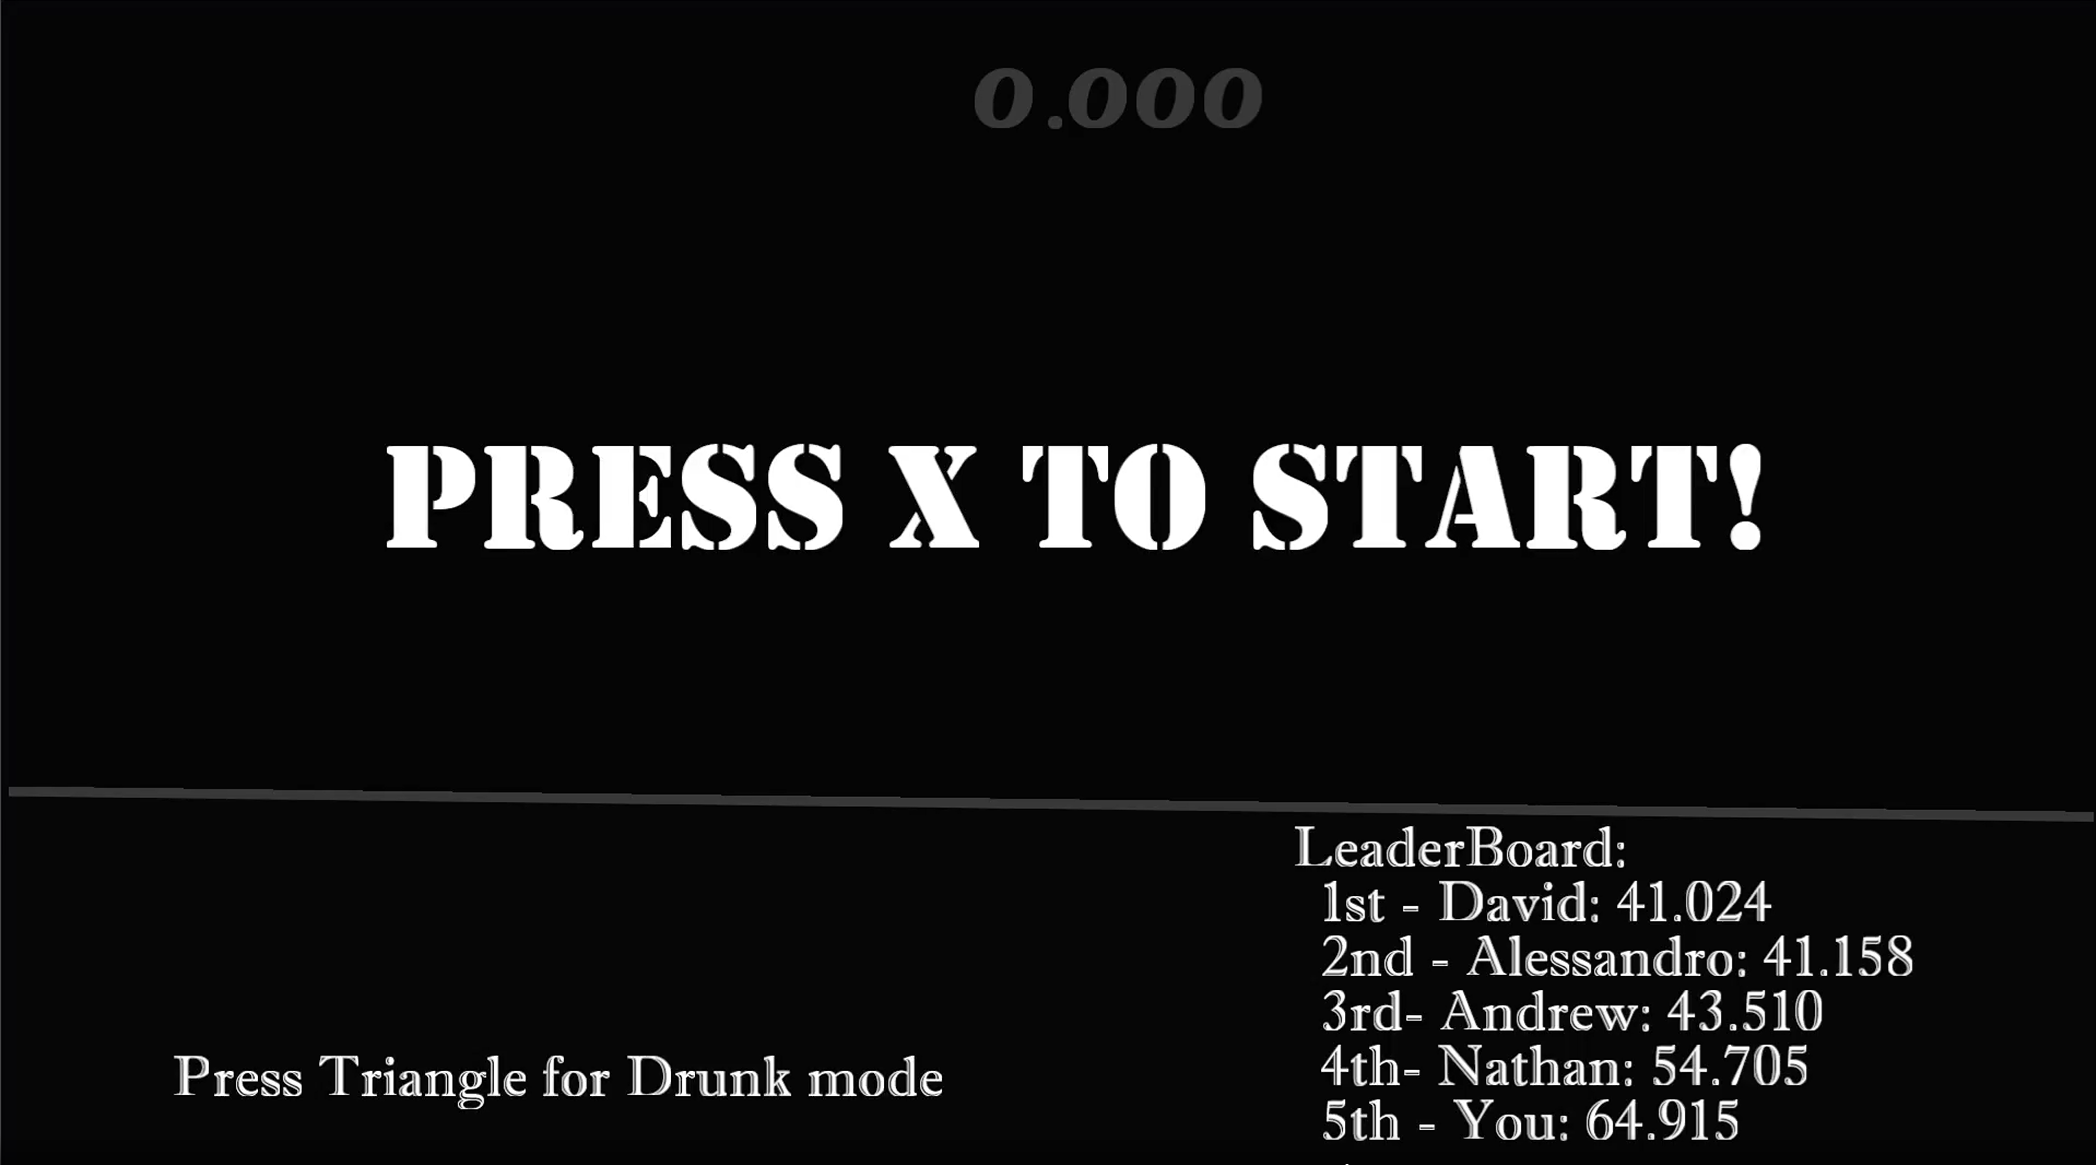 0.000
PRESS X TO START!
LeaderBoard:
1st - David: 41.024
2nd - Alessandro: 41.158
3rd- Andrew: 43.510
4th- Nathan: 54.705
Press Triangle for Drunk mode
5th - You: 64.915